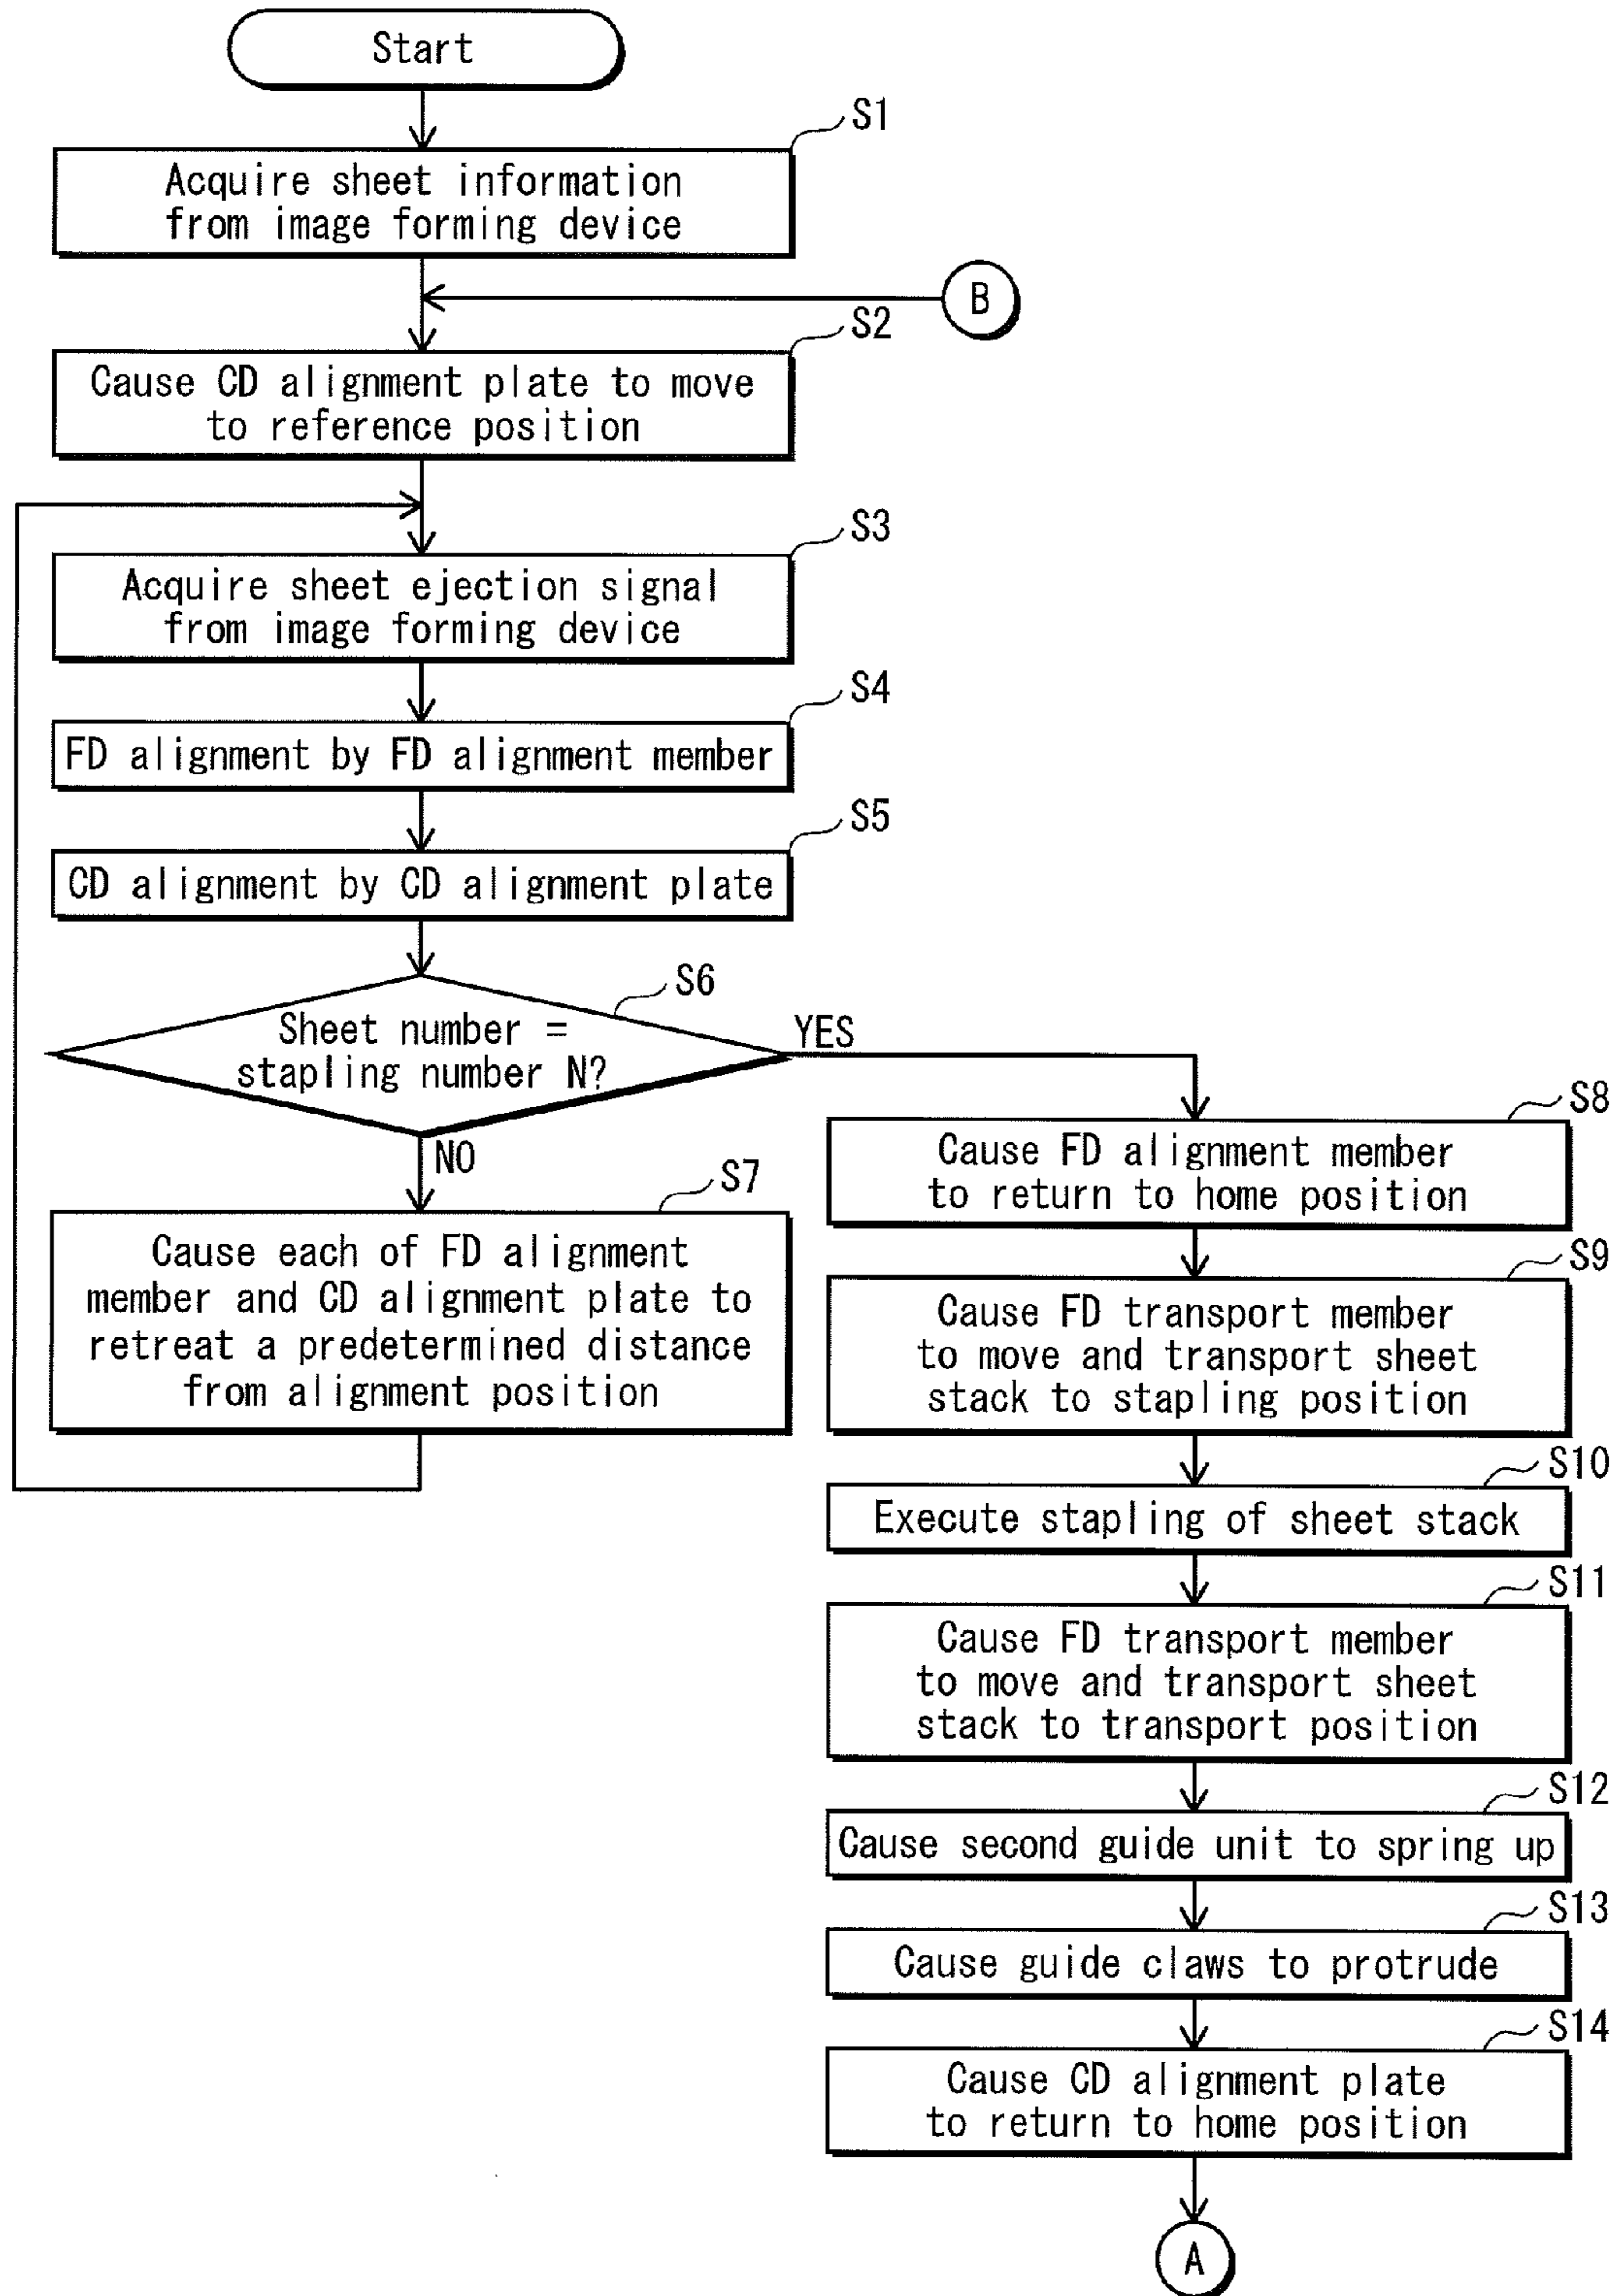 Start
S1
Acquire sheet information
from image forming device
B
S2
Cause CD alignment plate to move
to reference position
S3
Acquire sheet ejection signal
from image forming device
S4
FD alignment by FD alignment member
S5
CD alignment by CD alignment plate
S6
Sheet number =
stapling number N?
YES
NO
S7
Cause each of FD alignment
member and CD alignment plate to
retreat a predetermined distance
from alignment position
S8
Cause FD alignment member
to return to home position
S9
Cause FD transport member
to move and transport sheet
stack to stapling position
S10
Execute stapling of sheet stack
S11
Cause FD transport member
to move and transport sheet
stack to transport position
S12
Cause second guide unit to spring up
S13
Cause guide claws to protrude
S14
Cause CD alignment plate
to return to home position
A